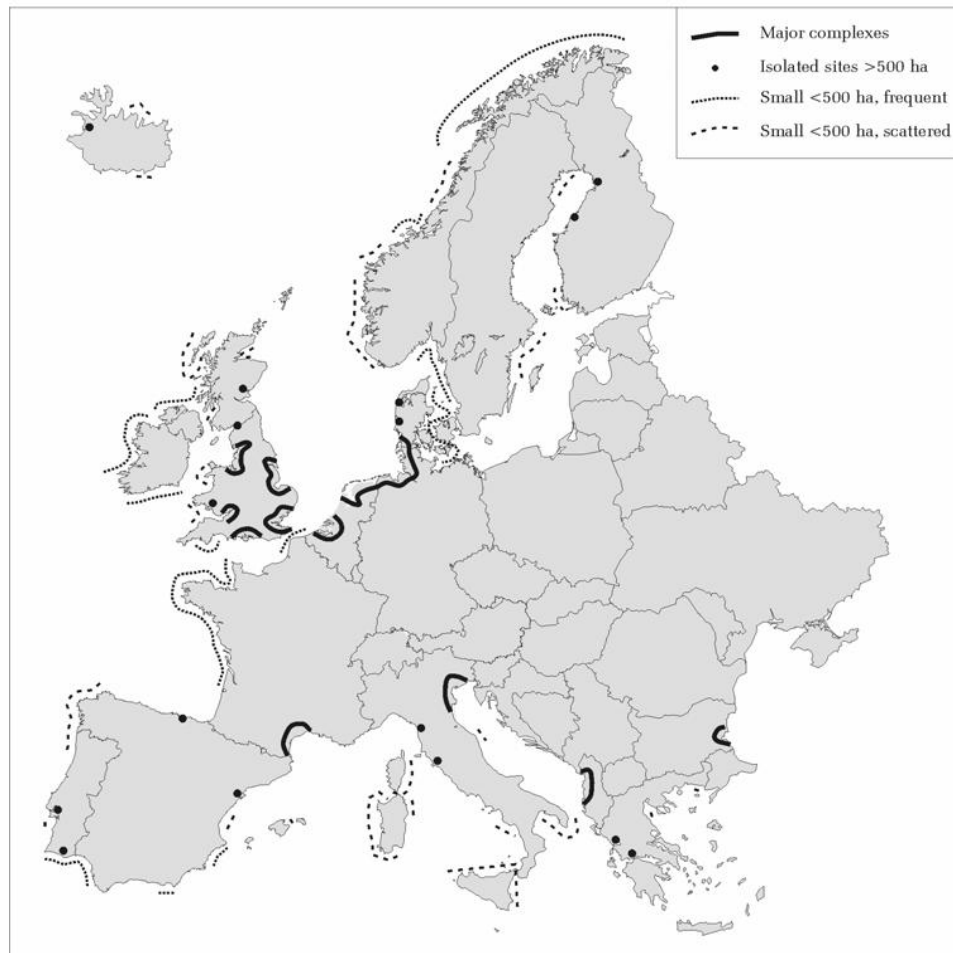 Major complexes
Isolated sites >500 ha
Small <500 ha, frequent
Small <500 ha, scattered